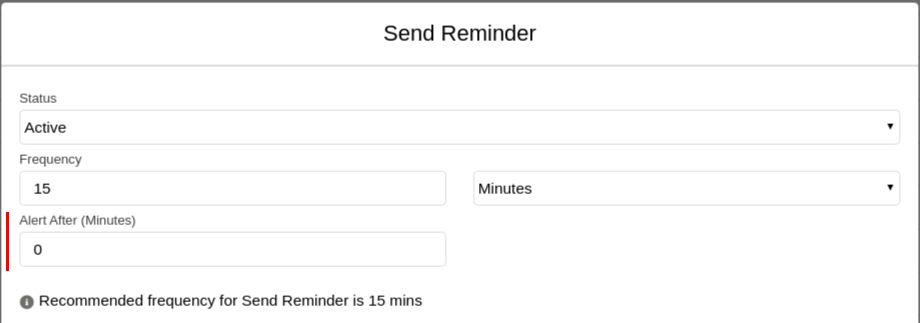 Send Reminder
Status
Active
Frequency
15 Minutes
Alert After (Minutes)
0
Recommended frequency for Send Reminder is 15 mins